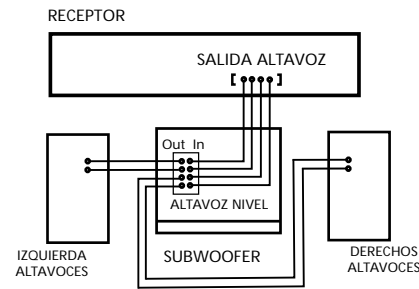 RECEPTOR
SALIDA ALTAVOZ
Out In
ALTAVOZ NIVEL
IZQUIERDA
ALTAVOCES
SUBWOOFER
DERECHOS
ALTAVOCES